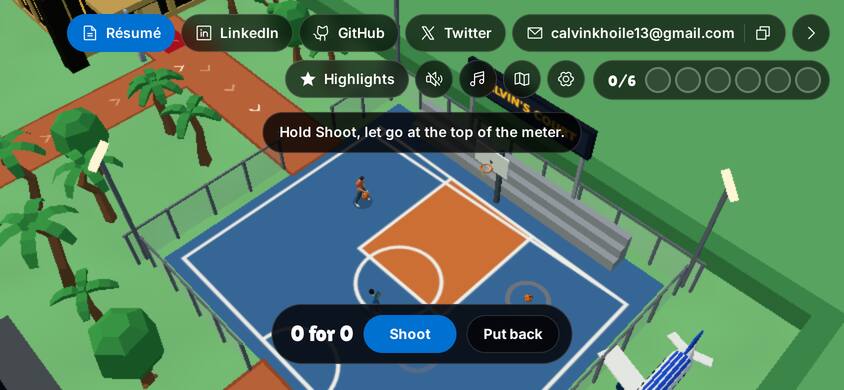 Résumé
LinkedIn
GitHub
Twitter
calvinkhoile13@gmail.com
Highlights
0/6
Hold Shoot, let go at the top of the meter.
0 for 0
Shoot
Put back